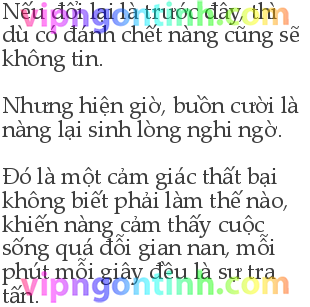 Nếu đổi lại là trước đây, thì
dù có đánh chết nàng cũng sẽ
không tin.
Nhưng hiện giờ, buồn cười là
nàng lại sinh lòng nghi ngờ.
Đó là một cảm giác thất bại
không biết phải làm thế nào,
khiến nàng cảm thấy cuộc
sống quá đỗi gian nan, mỗi
phút mỗi giây đều là sự tra
tấn.
vipngontinh.com
vipngontinh.com